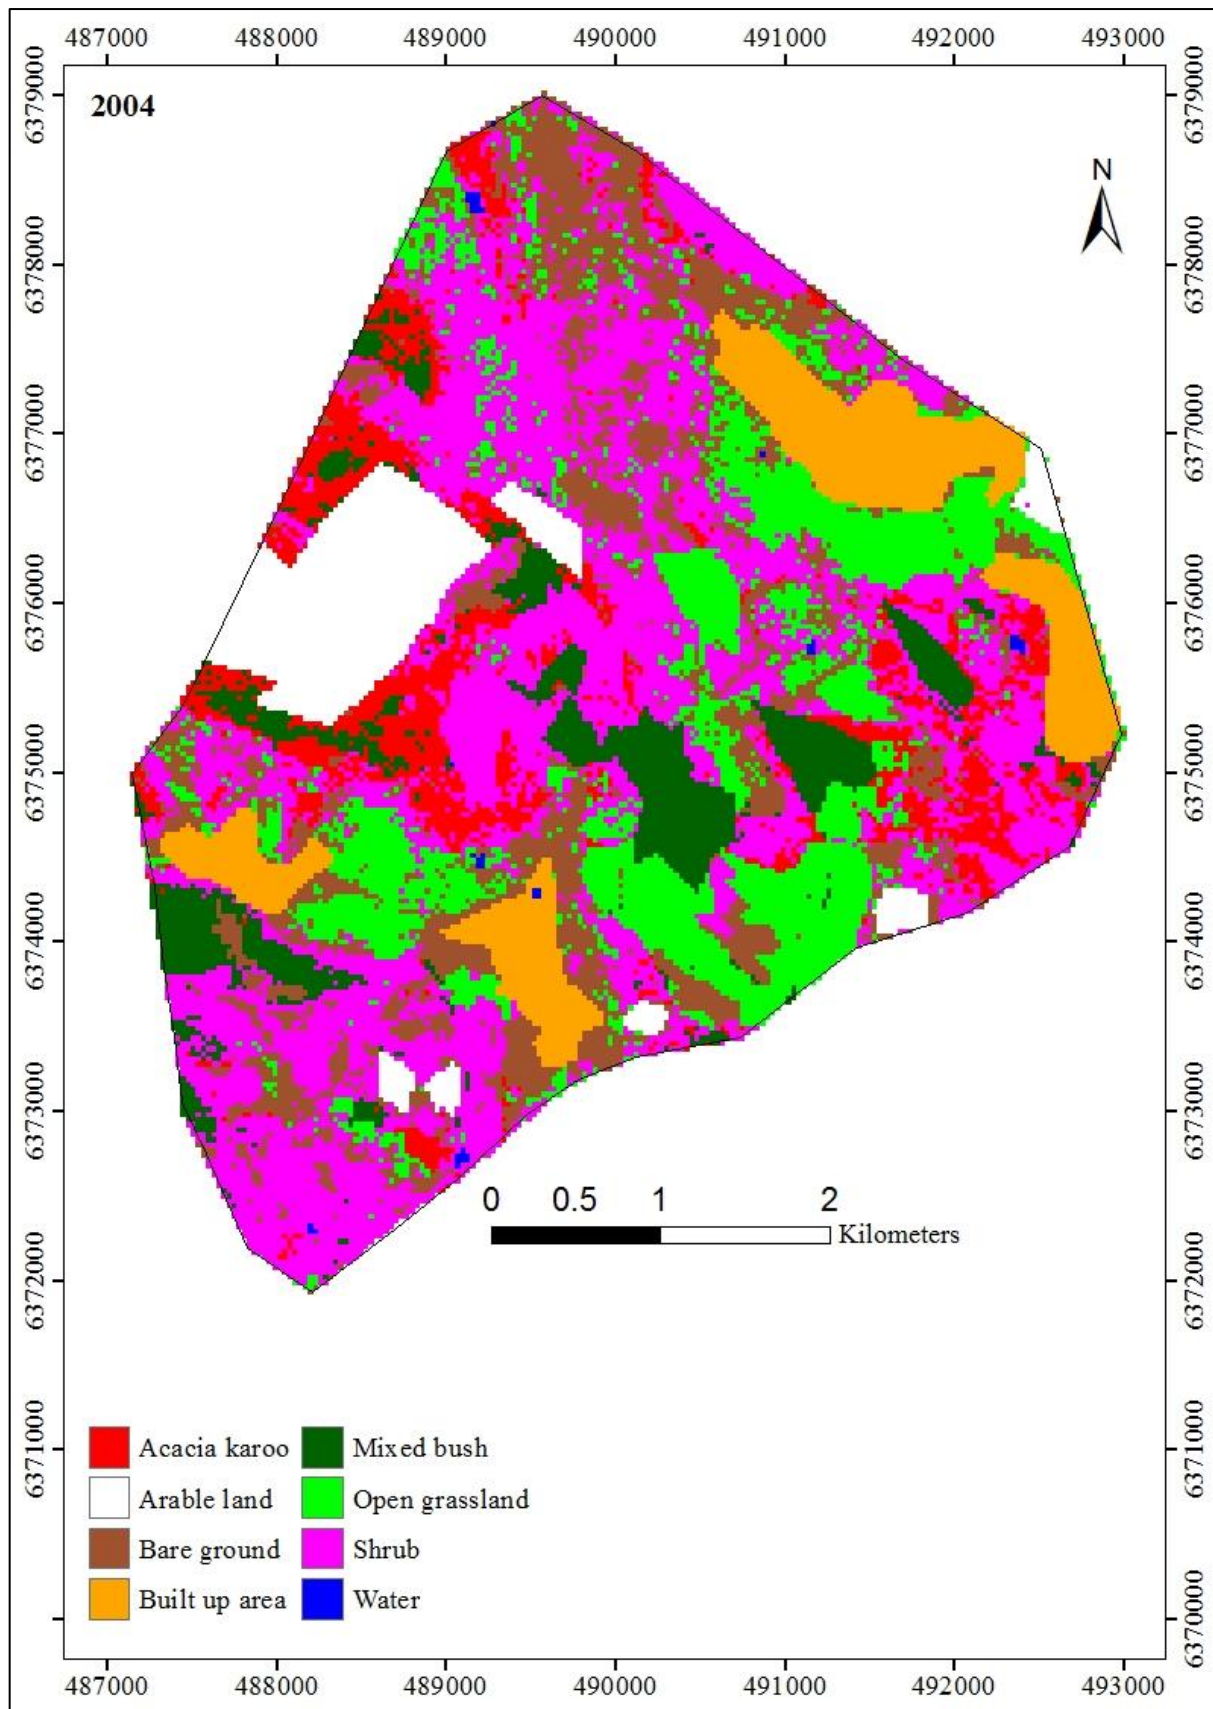 487000 488000 489000 490000 491000 492000 493000
2004
N
6379000 6379000
6378000 6378000
6377000 6377000
6376000 6376000
6375000 6375000
6374000 6374000
6373000 6373000
0 0.5 1 2
Kilometers
6372000 6372000
6371000 6371000
6370000
Acacia karoo Mixed bush
Arable land Open grassland
Bare ground Shrub
Built up area Water
487000 488000 489000 490000 491000 492000 493000